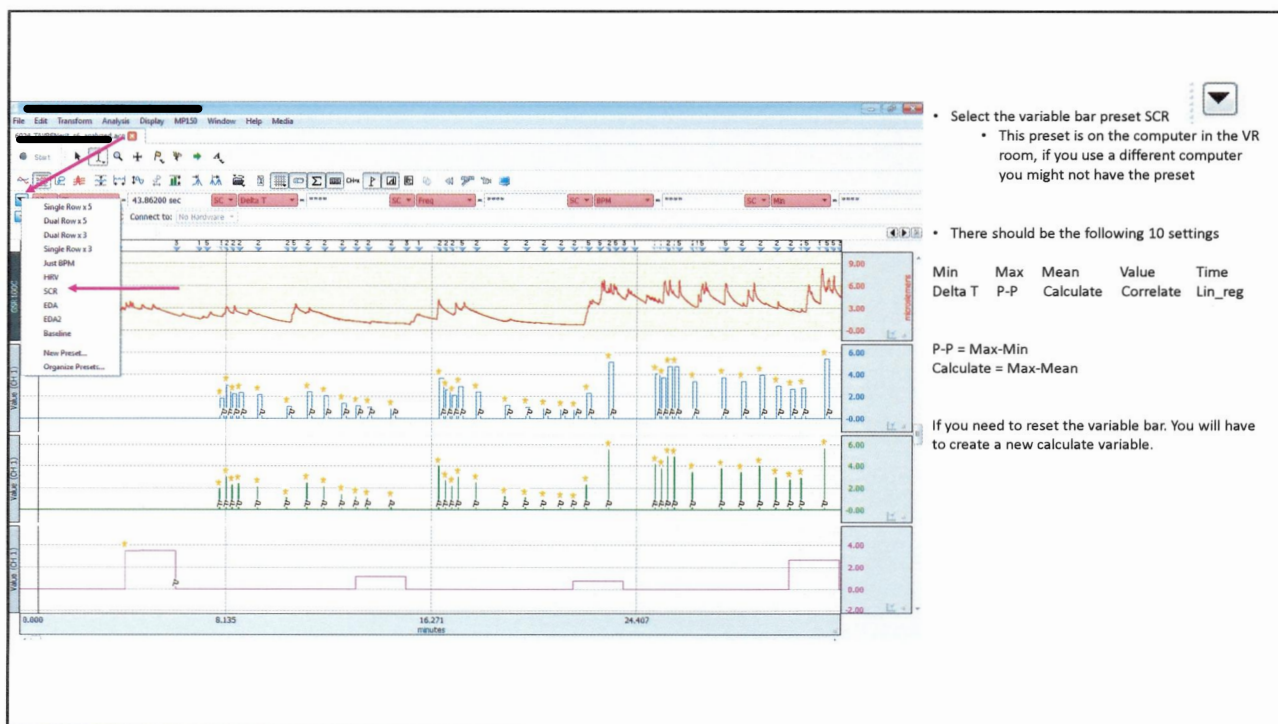 File Edit Transform Analysis Display MP150 Window Help Media
Start
43.86200 sec SC Delta T = **** SC Freq = **** SC BPM = **** SC Min = ****
Connect to: No Hardware
Single Row x 5
Dual Row x 5
Dual Row x 3
Single Row x 3
Just BPM
HRV
SCR
EDA
EDA2
Baseline
New Preset...
Organize Presets...
9.00
6.00
3.00
-0.00
microsiemens
Value (CH 1)
6.00
4.00
2.00
-0.00
Value (CH 1)
6.00
4.00
2.00
-0.00
Value (CH 1)
4.00
2.00
0.00
-2.00
0.000 8.135 16.271 24.407
minutes
• Select the variable bar preset SCR
• This preset is on the computer in the VR
room, if you use a different computer
you might not have the preset
• There should be the following 10 settings
Min Max Mean Value Time
Delta T P-P Calculate Correlate Lin_reg
P-P = Max-Min
Calculate = Max-Mean
If you need to reset the variable bar. You will have
to create a new calculate variable.